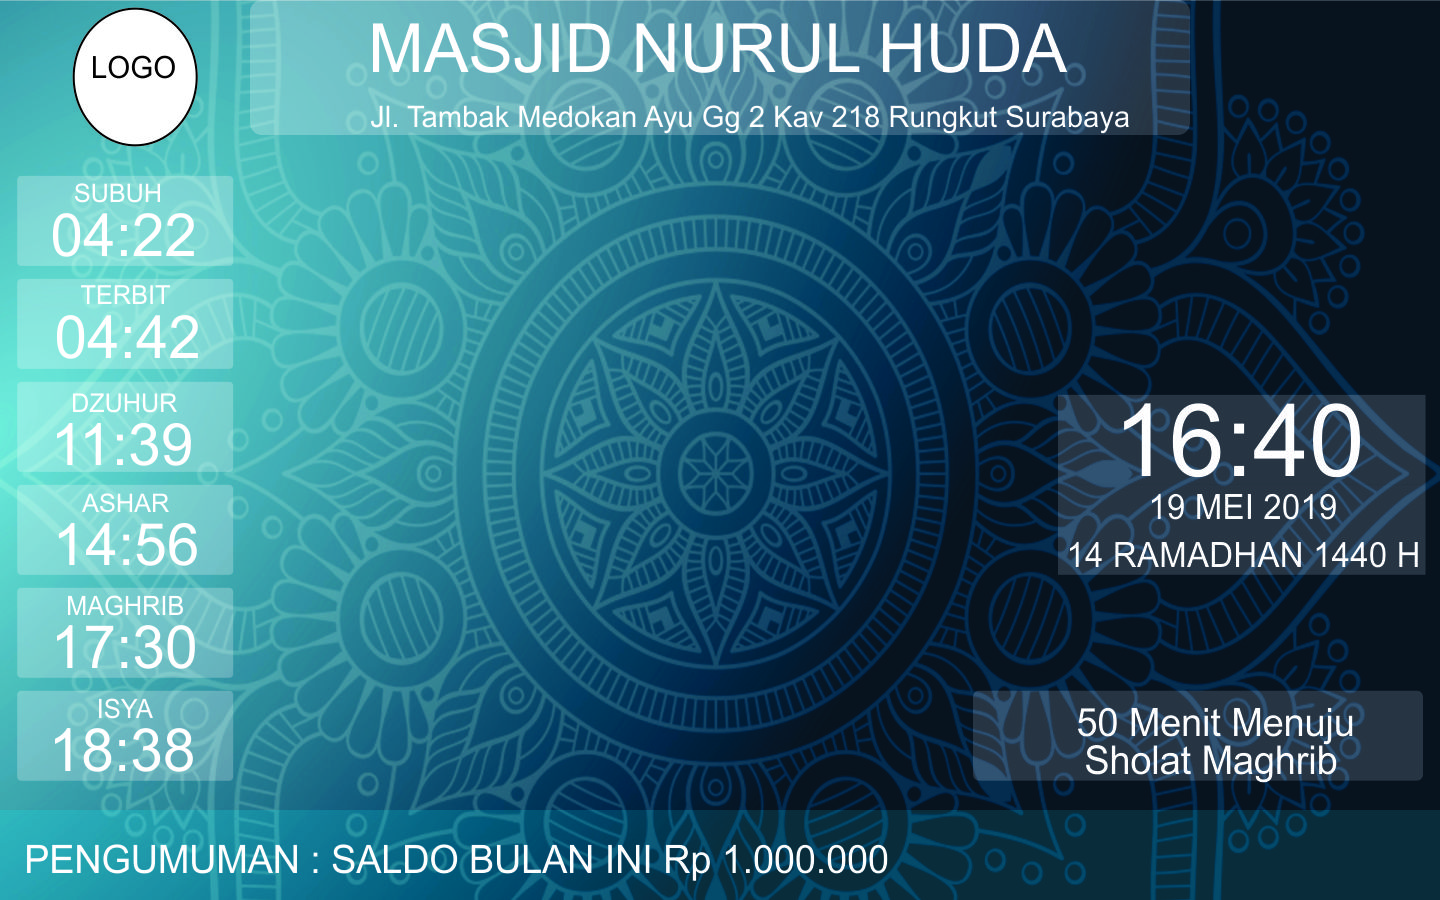 LOGO
MASJID NURUL HUDA
Jl. Tambak Medokan Ayu Gg 2 Kav 218 Rungkut Surabaya
SUBUH
04:22
TERBIT
04:42
DZUHUR
11:39
ASHAR
14:56
MAGHRIB
17:30
ISYA
18:38
16:40
19 MEI 2019
14 RAMADHAN 1440 H
50 Menit Menuju
Sholat Maghrib
PENGUMUMAN : SALDO BULAN INI Rp 1.000.000